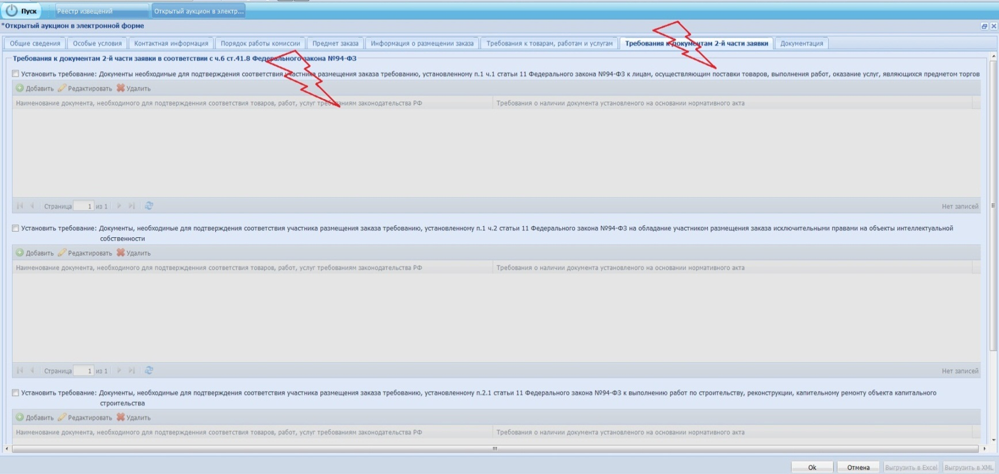 Пуск
Реестр извещений
Открытый аукцион в электр...
*Открытый аукцион в электронной форме
Общие сведения
Особые условия
Контактная информация
Порядок работы комиссии
Предмет заказа
Информация о размещении заказа
Требования к товарам, работам и услугам
Требования к документам 2-й части заявки
Документация
Требования к документам 2-й части заявки в соответствии с ч.6 ст.41.8 Федерального закона №94-ФЗ
Установить требование: Документы необходимые для подтверждения соответствия участника размещения заказа требованию, установленному п.1 ч.1 статьи 11 Федерального закона №94-ФЗ к лицам, осуществляющим поставки товаров, выполнения работ, оказание услуг, являющихся предметом торгов
Добавить Редактировать Удалить
Наименование документа, необходимого для подтвержденния соответствия товаров, работ, услуг требованиям законодательства РФ
Требования о наличии документа установленого на основании нормативного акта
Страница 1 из 1
Нет записей
Установить требование: Документы, необходимые для подтверждения соответствия участника размещения заказа требованию, установленному п.1 ч.2 статьи 11 Федерального закона №94-ФЗ на обладание участником размещения заказа исключительными правами на объекты интеллектуальной
собственности
Добавить Редактировать Удалить
Наименование документа, необходимого для подтвержденния соответствия товаров, работ, услуг требованиям законодательства РФ
Требования о наличии документа установленого на основании нормативного акта
Страница 1 из 1
Нет записей
Установить требование: Документы, необходимые для подтверждения соответствия участника размещения заказа требованию, установленному п.2.1 статьи 11 Федерального закона №94-ФЗ к выполнению работ по строительству, реконструкции, капительному ремонту объекта капитального
строительства
Добавить Редактировать Удалить
Наименование документа, необходимого для подтвержденния соответствия товаров, работ, услуг требованиям законодательства РФ
Требования о наличии документа установленого на основании нормативного акта
Ok
Отмена
Выгрузить в Excel
Выгрузить в XML